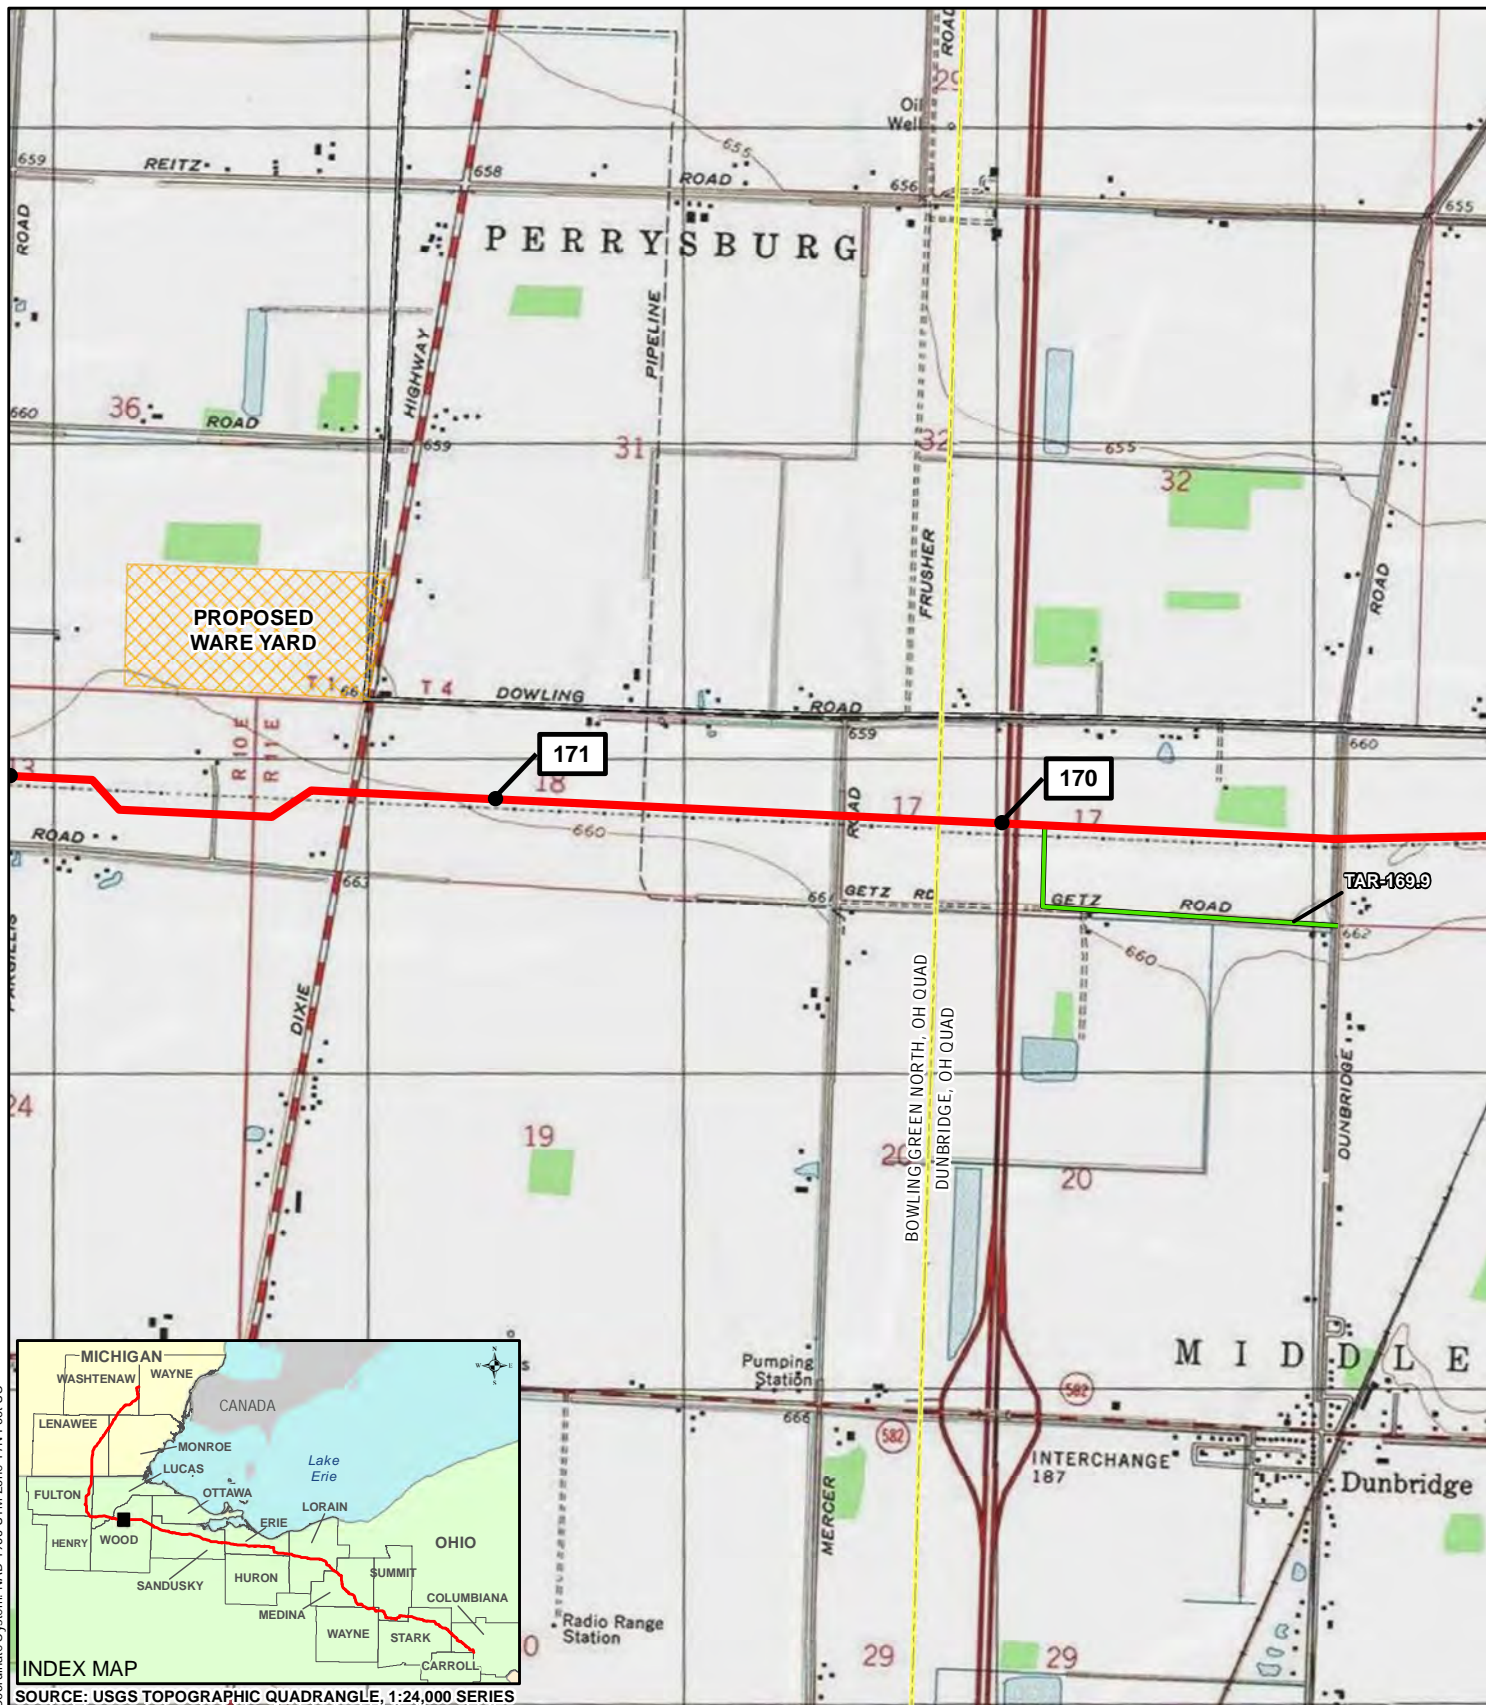 ROAD
29
Oil
Well
659
REITZ
658
655
ROAD
656
655
ROAD
PERRYSBURG
PIPELINE
HIGHWAY
36
660
ROAD
659
31
32
655
32
FRUSHER
ROAD
PROPOSED
WARE YARD
T 4
DOWLING
ROAD
659
660
R 10 E
R 11 E
171
18
170
17
17
ROAD
660
ROAD
663
661
GETZ RD
GETZ
ROAD
TAR-169.9
662
660
DIXIE
BOWLING GREEN NORTH, OH QUAD
DUNBRIDGE, OH QUAD
DUNBRIDGE
24
19
20
20
MIDDLE
Pumping
Station
666
582
582
INTERCHANGE
187
Dunbridge
MERCER
Radio Range
Station
29
29
MICHIGAN
WASHTENAW
WAYNE
CANADA
LENAWEE
MONROE
LUCAS
Lake
Erie
FULTON
OTTAWA
LORAIN
ERIE
HENRY
WOOD
OHIO
SANDUSKY
HURON
SUMMIT
MEDINA
COLUMBIANA
WAYNE
STARK
CARROLL
N
W
E
S
INDEX MAP
SOURCE: USGS TOPOGRAPHIC QUADRANGLE, 1:24,000 SERIES